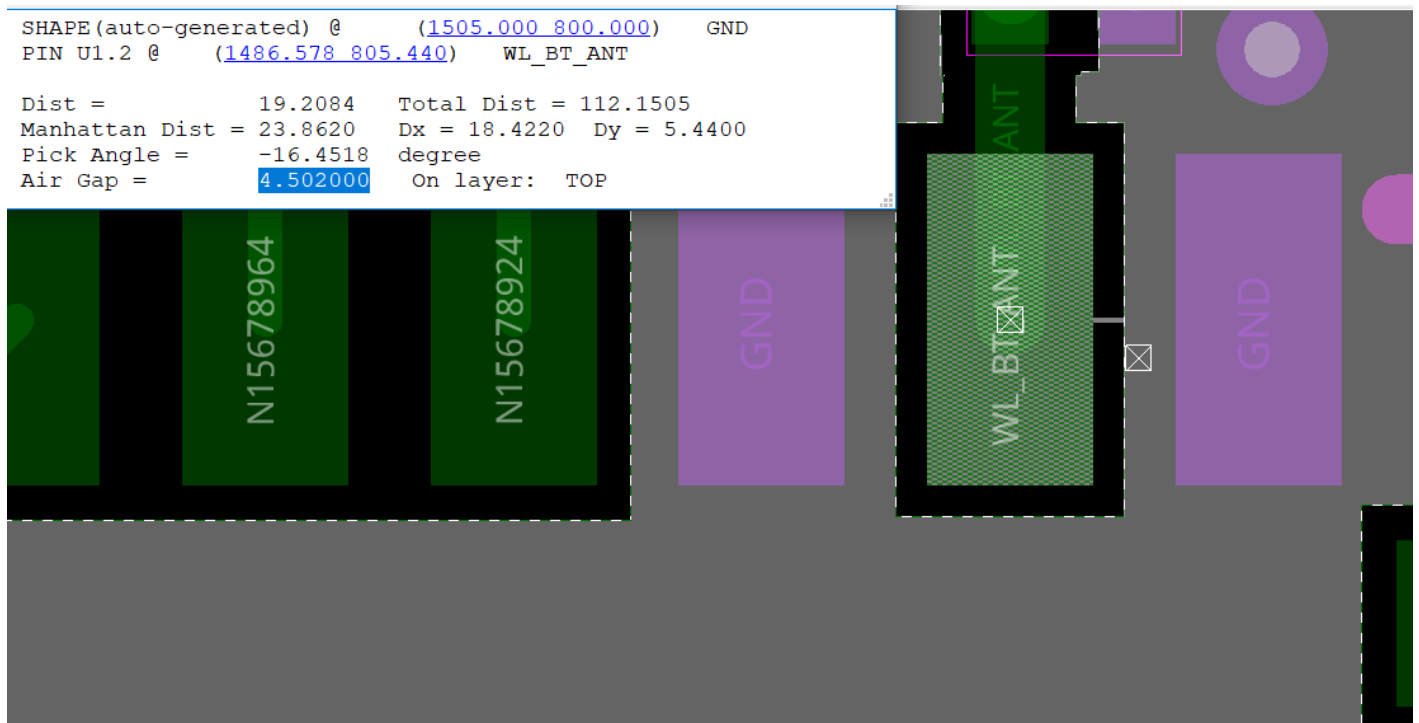 SHAPE(auto-generated) @ (1505.000 800.000) GND
PIN U1.2 @ (1486.578 805.440) WL_BT_ANT
Dist = 19.2084 Total Dist = 112.1505
Manhattan Dist = 23.8620 Dx = 18.4220 Dy = 5.4400
Pick Angle = -16.4518 degree
Air Gap = 4.502000 On layer: TOP
ANT
N15678964
N15678924
GND
WL_BT_ANT
GND